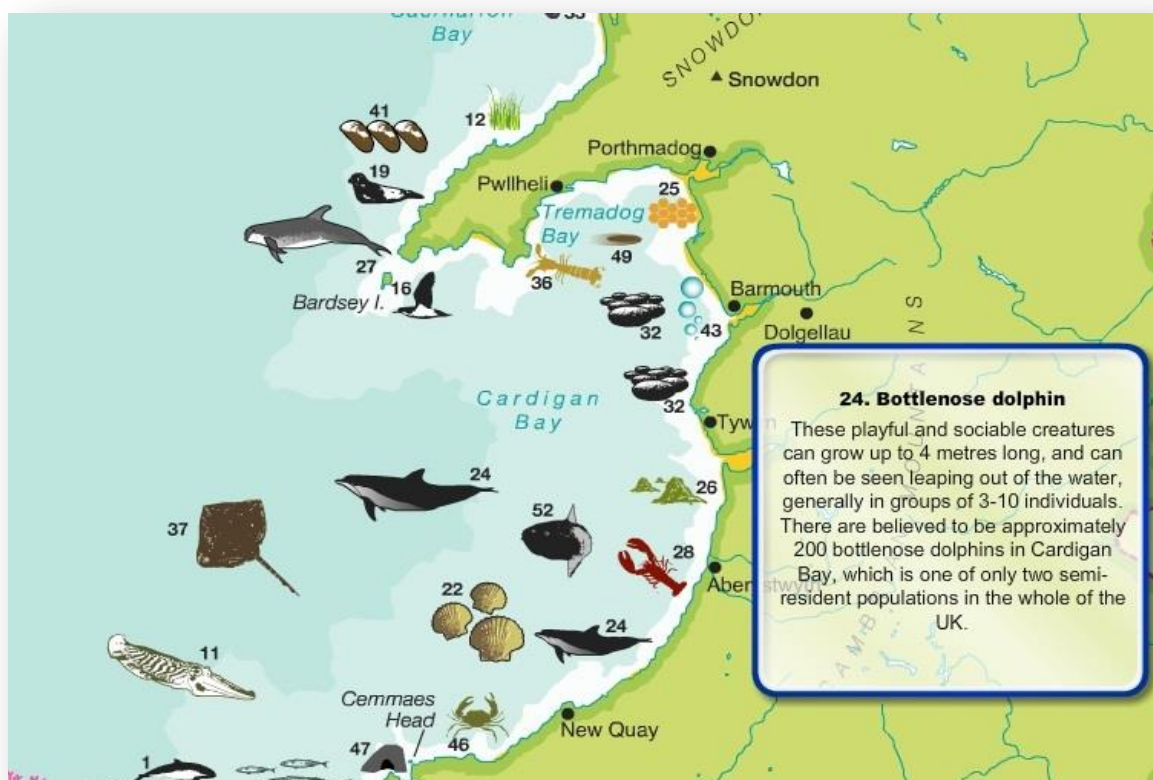 Bay
33
SNOWDON
Snowdon
41
12
Porthmadog
19
Pwllheli
25
Tremadog
Bay
49
27
16
36
Bardsey I.
Barmouth
32
43
Dolgellau
MOUNTAINS
Cardigan
Bay
32
24. Bottlenose dolphin
These playful and sociable creatures
can grow up to 4 metres long, and can
often be seen leaping out of the water,
generally in groups of 3-10 individuals.
There are believed to be approximately
200 bottlenose dolphins in Cardigan
Bay, which is one of only two semi-
resident populations in the whole of the
UK.
Tywyn
24
26
37
52
28
Aberystwyth
22
24
11
Cemmaes
Head
46
New Quay
47
1